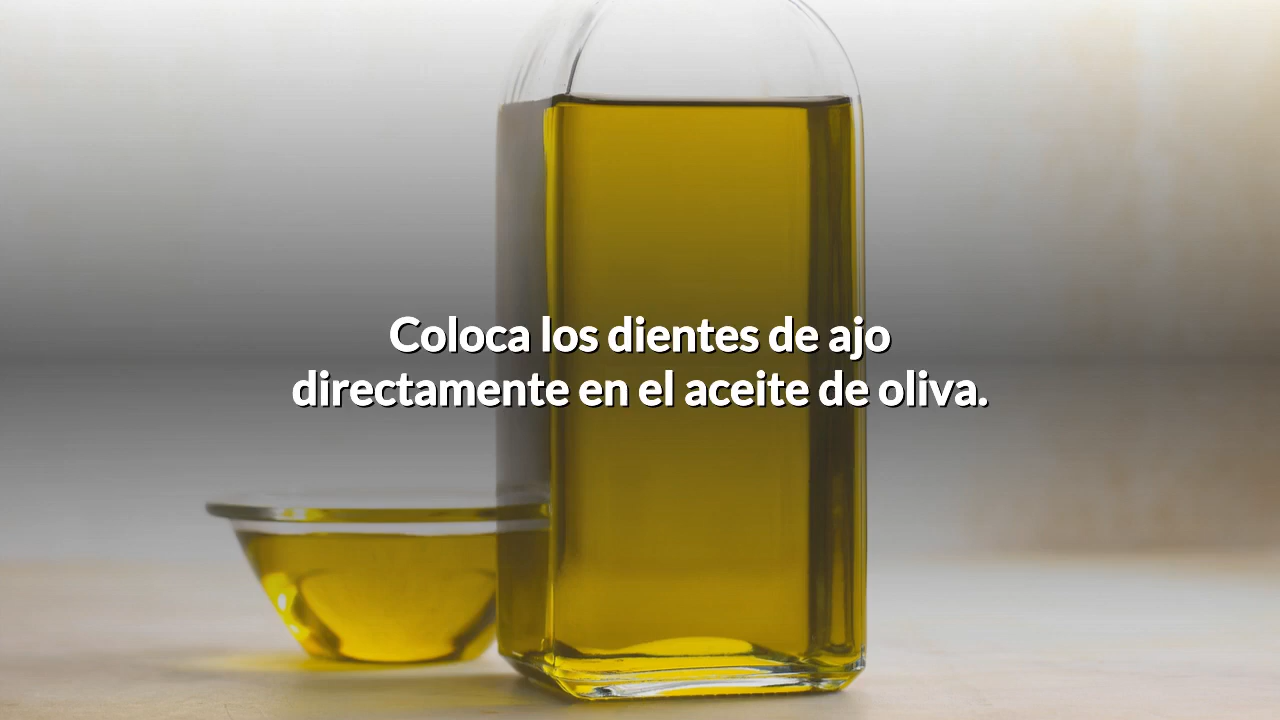 Coloca los dientes de ajo
directamente en el aceite de oliva.